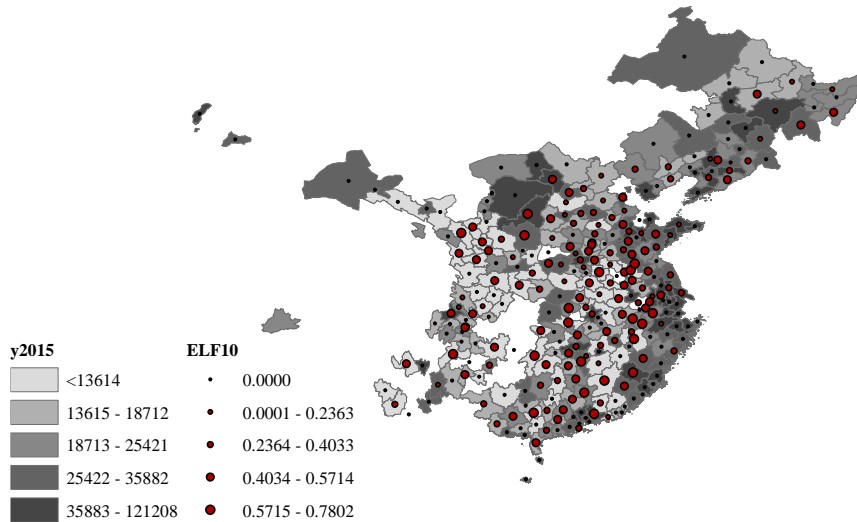 y2015 ELF10
<13614 0.0000
13615 - 18712 0.0001 - 0.2363
18713 - 25421 0.2364 - 0.4033
25422 - 35882 0.4034 - 0.5714
35883 - 121208 0.5715 - 0.7802